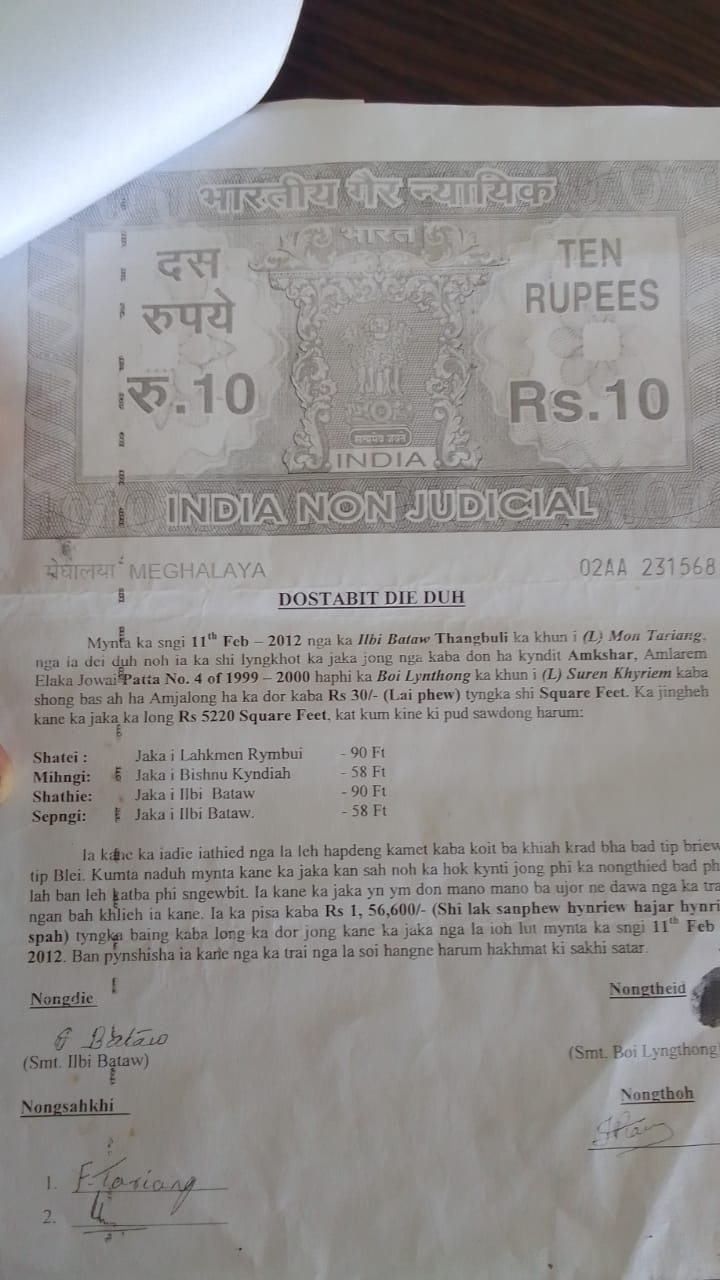 भारतीय गैर न्यायिक
भारत
दस
रुपये
रु.10
TEN
RUPEES
Rs.10
सत्यमेव जयते
INDIA
INDIA NON JUDICIAL
मेघालया MEGHALAYA
02AA 231568
DOSTABIT DIE DUH
Mynta ka sngi 11th Feb – 2012 nga ka Ilbi Bataw Thangbuli ka khun i (L) Mon Tariang,
nga ia dei duh noh ia ka shi lyngkhot ka jaka jong nga kaba don ha kyndit Amkshar, Amlarem
Elaka Jowai Patta No. 4 of 1999 – 2000 haphi ka Boi Lynthong ka khun i (L) Suren Khyriem kaba
shong bas ah ha Amjalong ha ka dor kaba Rs 30/- (Lai phew) tyngka shi Square Feet. Ka jingheh
kane ka jaka ka long Rs 5220 Square Feet, kat kum kine ki pud sawdong harum:
Shatei : Jaka i Lahkmen Rymbui - 90 Ft
Mihngi: Jaka i Bishnu Kyndiah - 58 Ft
Shathie: Jaka i Ilbi Bataw - 90 Ft
Sepngi: Jaka i Ilbi Bataw. - 58 Ft
Ia kane ka iadie iathied nga la leh hapdeng kamet kaba koit ba khiah krad bha bad tip briew
tip Blei. Kumta naduh mynta kane ka jaka kan sah noh ka hok kynti jong phi ka nongthied bad ph
lah ban leh katba phi sngewbit. Ia kane ka jaka yn ym don mano mano ba ujor ne dawa nga ka tra
ngan bah khlieh ia kane. Ia ka pisa kaba Rs 1, 56,600/- (Shi lak sanphew hynriew hajar hynri
spah) tyngka baing kaba long ka dor jong kane ka jaka nga la ioh lut mynta ka sngi 11th Feb
2012. Ban pynshisha ia kane nga ka trai nga la soi hangne harum hakhmat ki sakhi satar.
Nongdie
Nongtheid
Bataw
(Smt. Ilbi Bataw)
(Smt. Boi Lyngthong
Nongsahkhi
Nongthoh
1. F. Tariang
2.